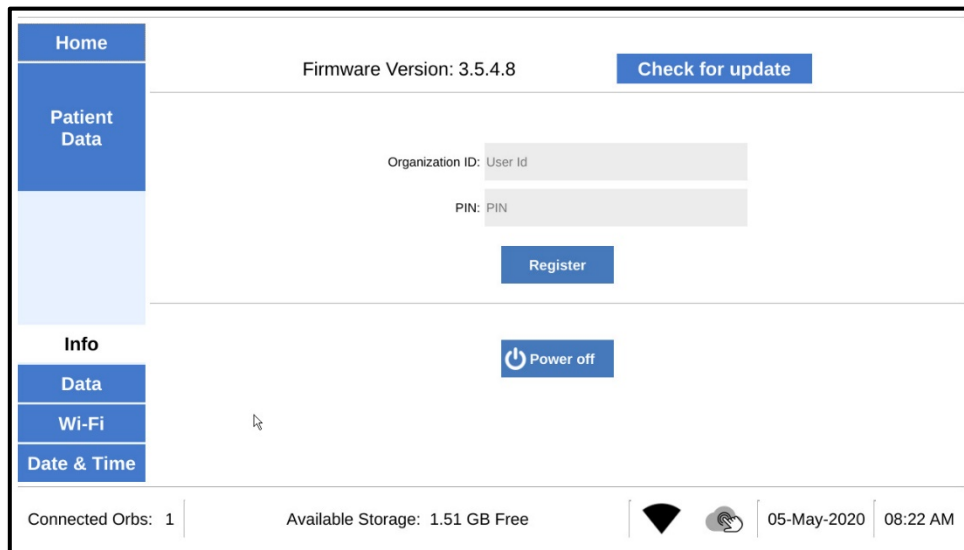 Home
Patient
Data
Info
Data
Wi-Fi
Date & Time
Firmware Version: 3.5.4.8
Check for update
Organization ID: User Id
PIN: PIN
Register
Power off
Connected Orbs: 1
Available Storage: 1.51 GB Free
05-May-2020
08:22 AM